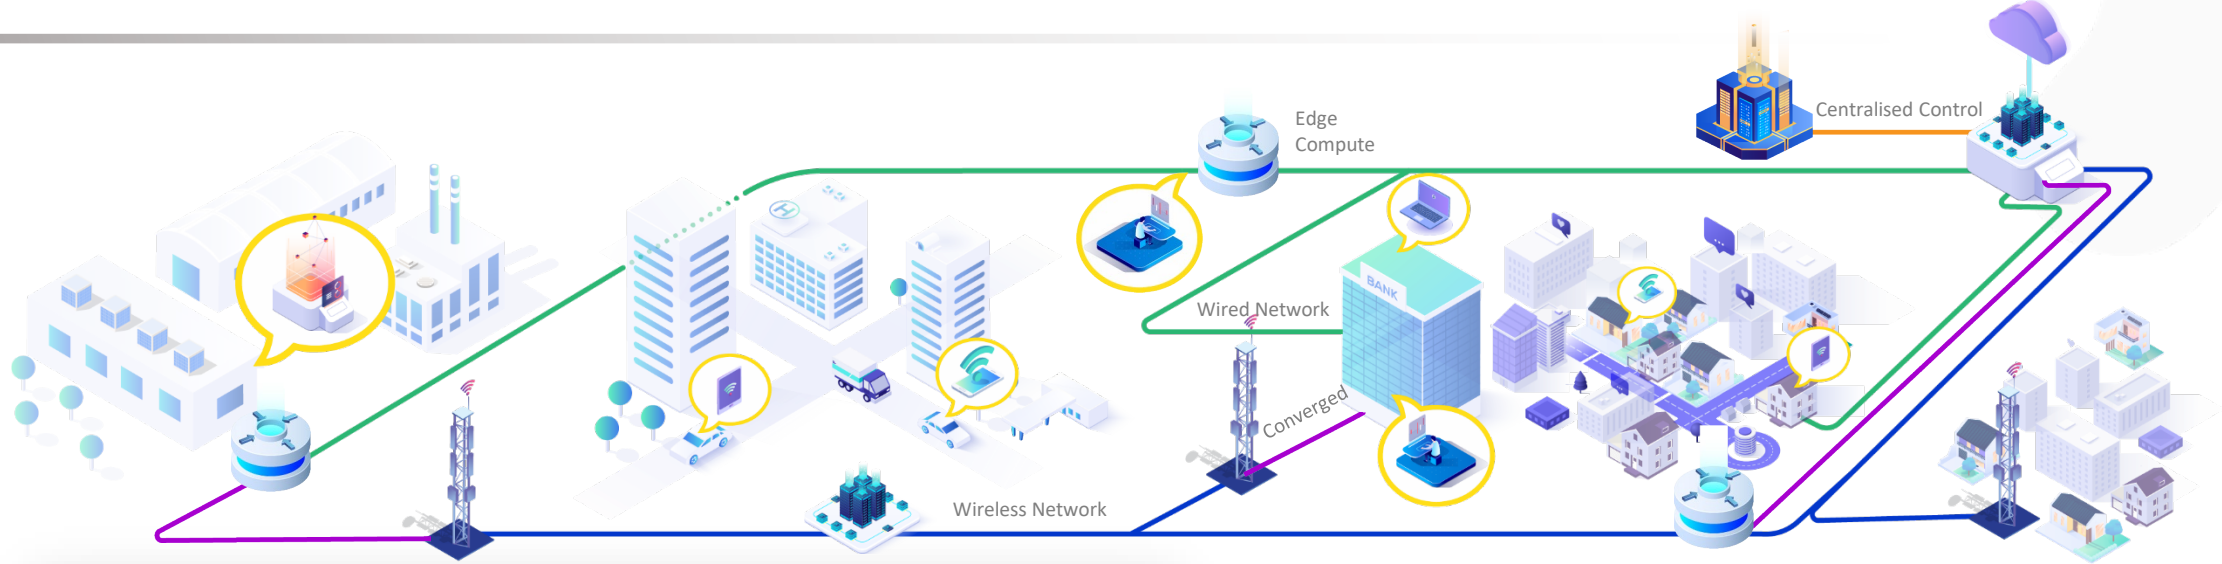 Centralised Control
Edge
Compute
BANK
Wired Network
Converged
Wireless Network
H